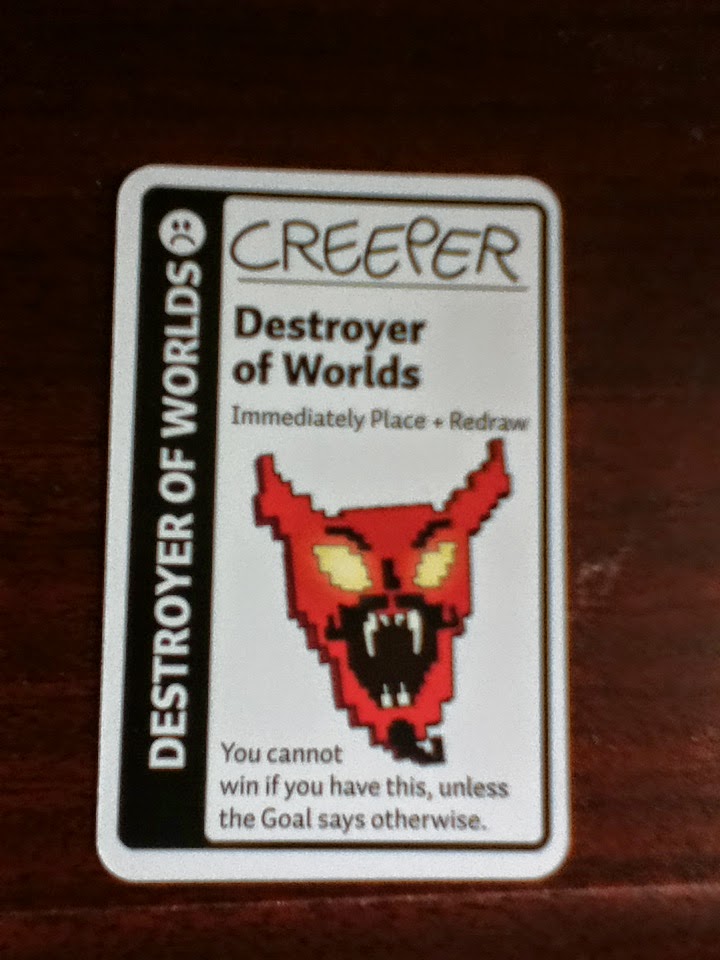 DESTROYER OF WORLDS
CREEPER
Destroyer
of Worlds
Immediately Place + Redraw
You cannot
win if you have this, unless
the Goal says otherwise.